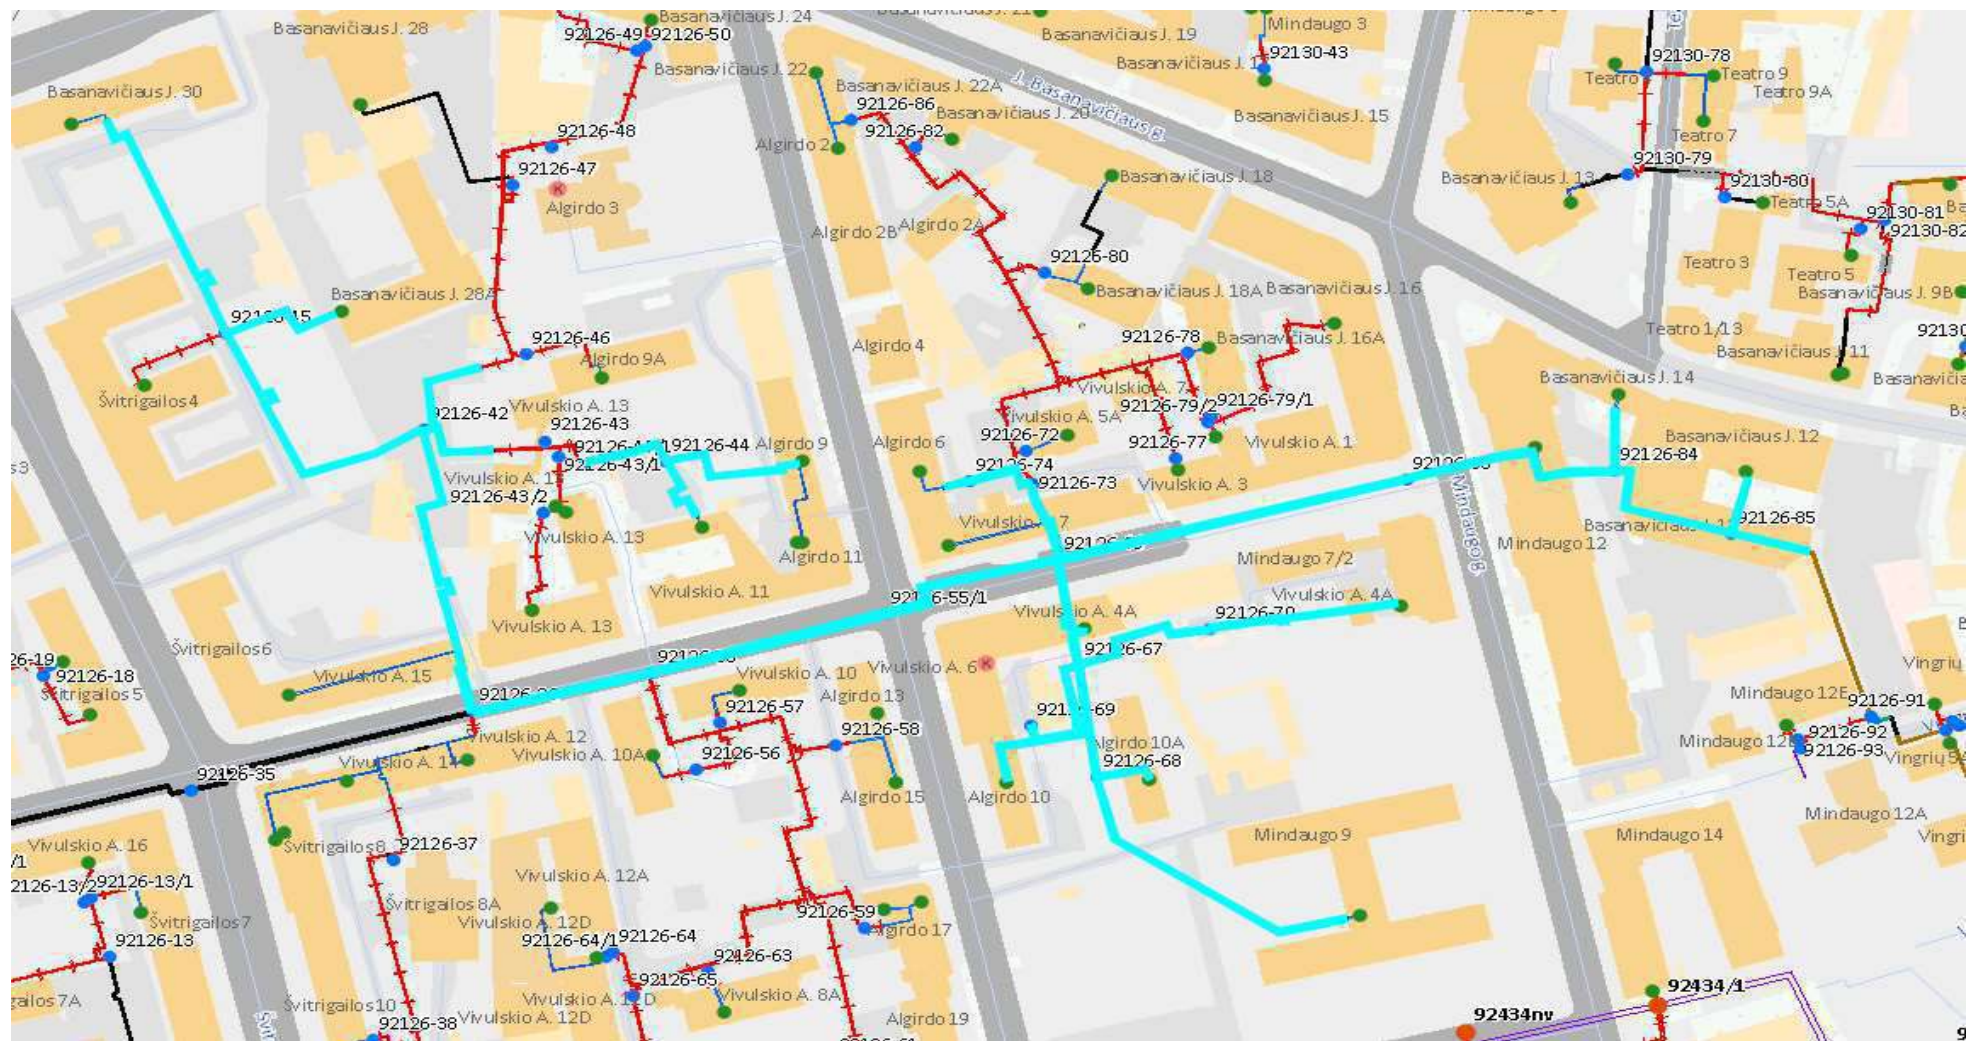 Basanavičiaus J. 24
Basanavičiaus J. 28
92126-49
92126-50
Basanavičiaus J. 19
Mindaugo 3
92130-43
92130-78
Basanavičiaus J. 22
Basanavičiaus J. 22A
Basanavičiaus J. 1
Teatro
Teatro 9
Teatro 9A
Basanavičiaus J. 30
J. Basanavičiaus g.
92126-86
Basanavičiaus J. 20
Basanavičiaus J. 15
92126-48
92126-82
Teatro 7
Algirdo 2
92130-79
92126-47
Basanavičiaus J. 18
Basanavičiaus J. 13
92130-80
Algirdo 3
Teatro 5A
92130-81
Algirdo 2B
Algirdo 2A
92130-82
92126-80
Teatro 3
Teatro 5
Basanavičiaus J. 28A
Basanavičiaus J. 18A
Basanavičiaus J. 16
Basanavičiaus J. 9B
Teatro 1/13
92126-46
Algirdo 4
92126-78
Basanavičiaus J. 16A
Algirdo 9A
Basanavičiaus J. 11
Švitrigailos 4
Vivulskio A. 7
Basanavičiaus J. 14
92126-42
Vivulskio A. 13
Vivulskio A. 5A
92126-79/2
92126-79/1
92126-43
92126-72
92126-77
Vivulskio A. 1
Basanavičiaus J. 12
92126-44
Algirdo 9
Algirdo 6
92126-84
92126-43/1
92126-74
92126-73
Vivulskio A. 3
92126-43/2
Mindaugo g.
92126-85
Vivulskio A. 13
Algirdo 11
Mindaugo 7/2
Mindaugo 12
Vivulskio A. 11
92126-55/1
Vivulskio A. 4A
Vivulskio A. 4A
Vivulskio A. 13
Švitrigailos 6
92126-67
92126-18
Vivulskio A. 15
Vivulskio A. 10
Vivulskio A. 6
Švitrigailos 5
Algirdo 13
Mindaugo 12E
92126-91
92126-57
92126-69
92126-58
Vivulskio A. 12
Vivulskio A. 10A
92126-56
Algirdo 10A
92126-68
92126-92
92126-93
92126-35
Algirdo 15
Algirdo 10
Mindaugo 12A
Vivulskio A. 16
Švitrigailos 8
92126-37
Mindaugo 9
Mindaugo 14
92126-13/2
92126-13/1
Vivulskio A. 12A
Švitrigailos 8A
Švitrigailos 7
Vivulskio A. 12D
92126-59
Algirdo 17
92126-13
92126-64/1
92126-64
92126-63
92126-65
Vivulskio A. 8A
Švitrigailos 10
Vivulskio A. 12D
92126-38
Algirdo 19
92434/1
92434nv